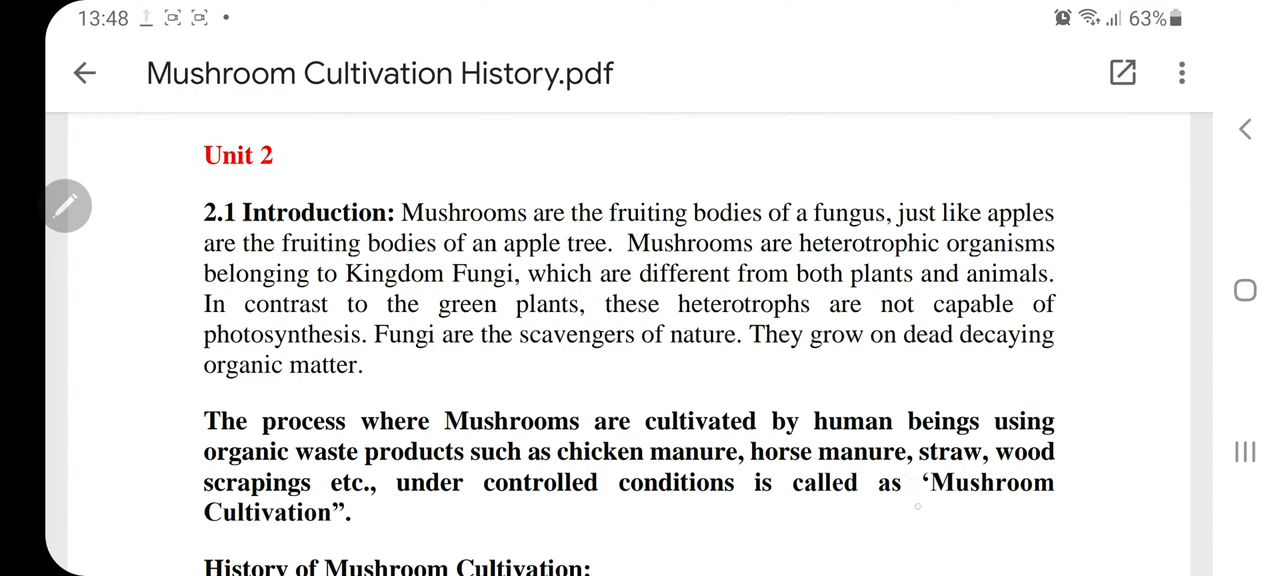 13:48
63%
Mushroom Cultivation History.pdf
Unit 2
2.1 Introduction: Mushrooms are the fruiting bodies of a fungus, just like apples
are the fruiting bodies of an apple tree. Mushrooms are heterotrophic organisms
belonging to Kingdom Fungi, which are different from both plants and animals.
In contrast to the green plants, these heterotrophs are not capable of
photosynthesis. Fungi are the scavengers of nature. They grow on dead decaying
organic matter.
The process where Mushrooms are cultivated by human beings using
organic waste products such as chicken manure, horse manure, straw, wood
scrapings etc., under controlled conditions is called as ‘Mushroom
Cultivation”.
History of Mushroom Cultivation: